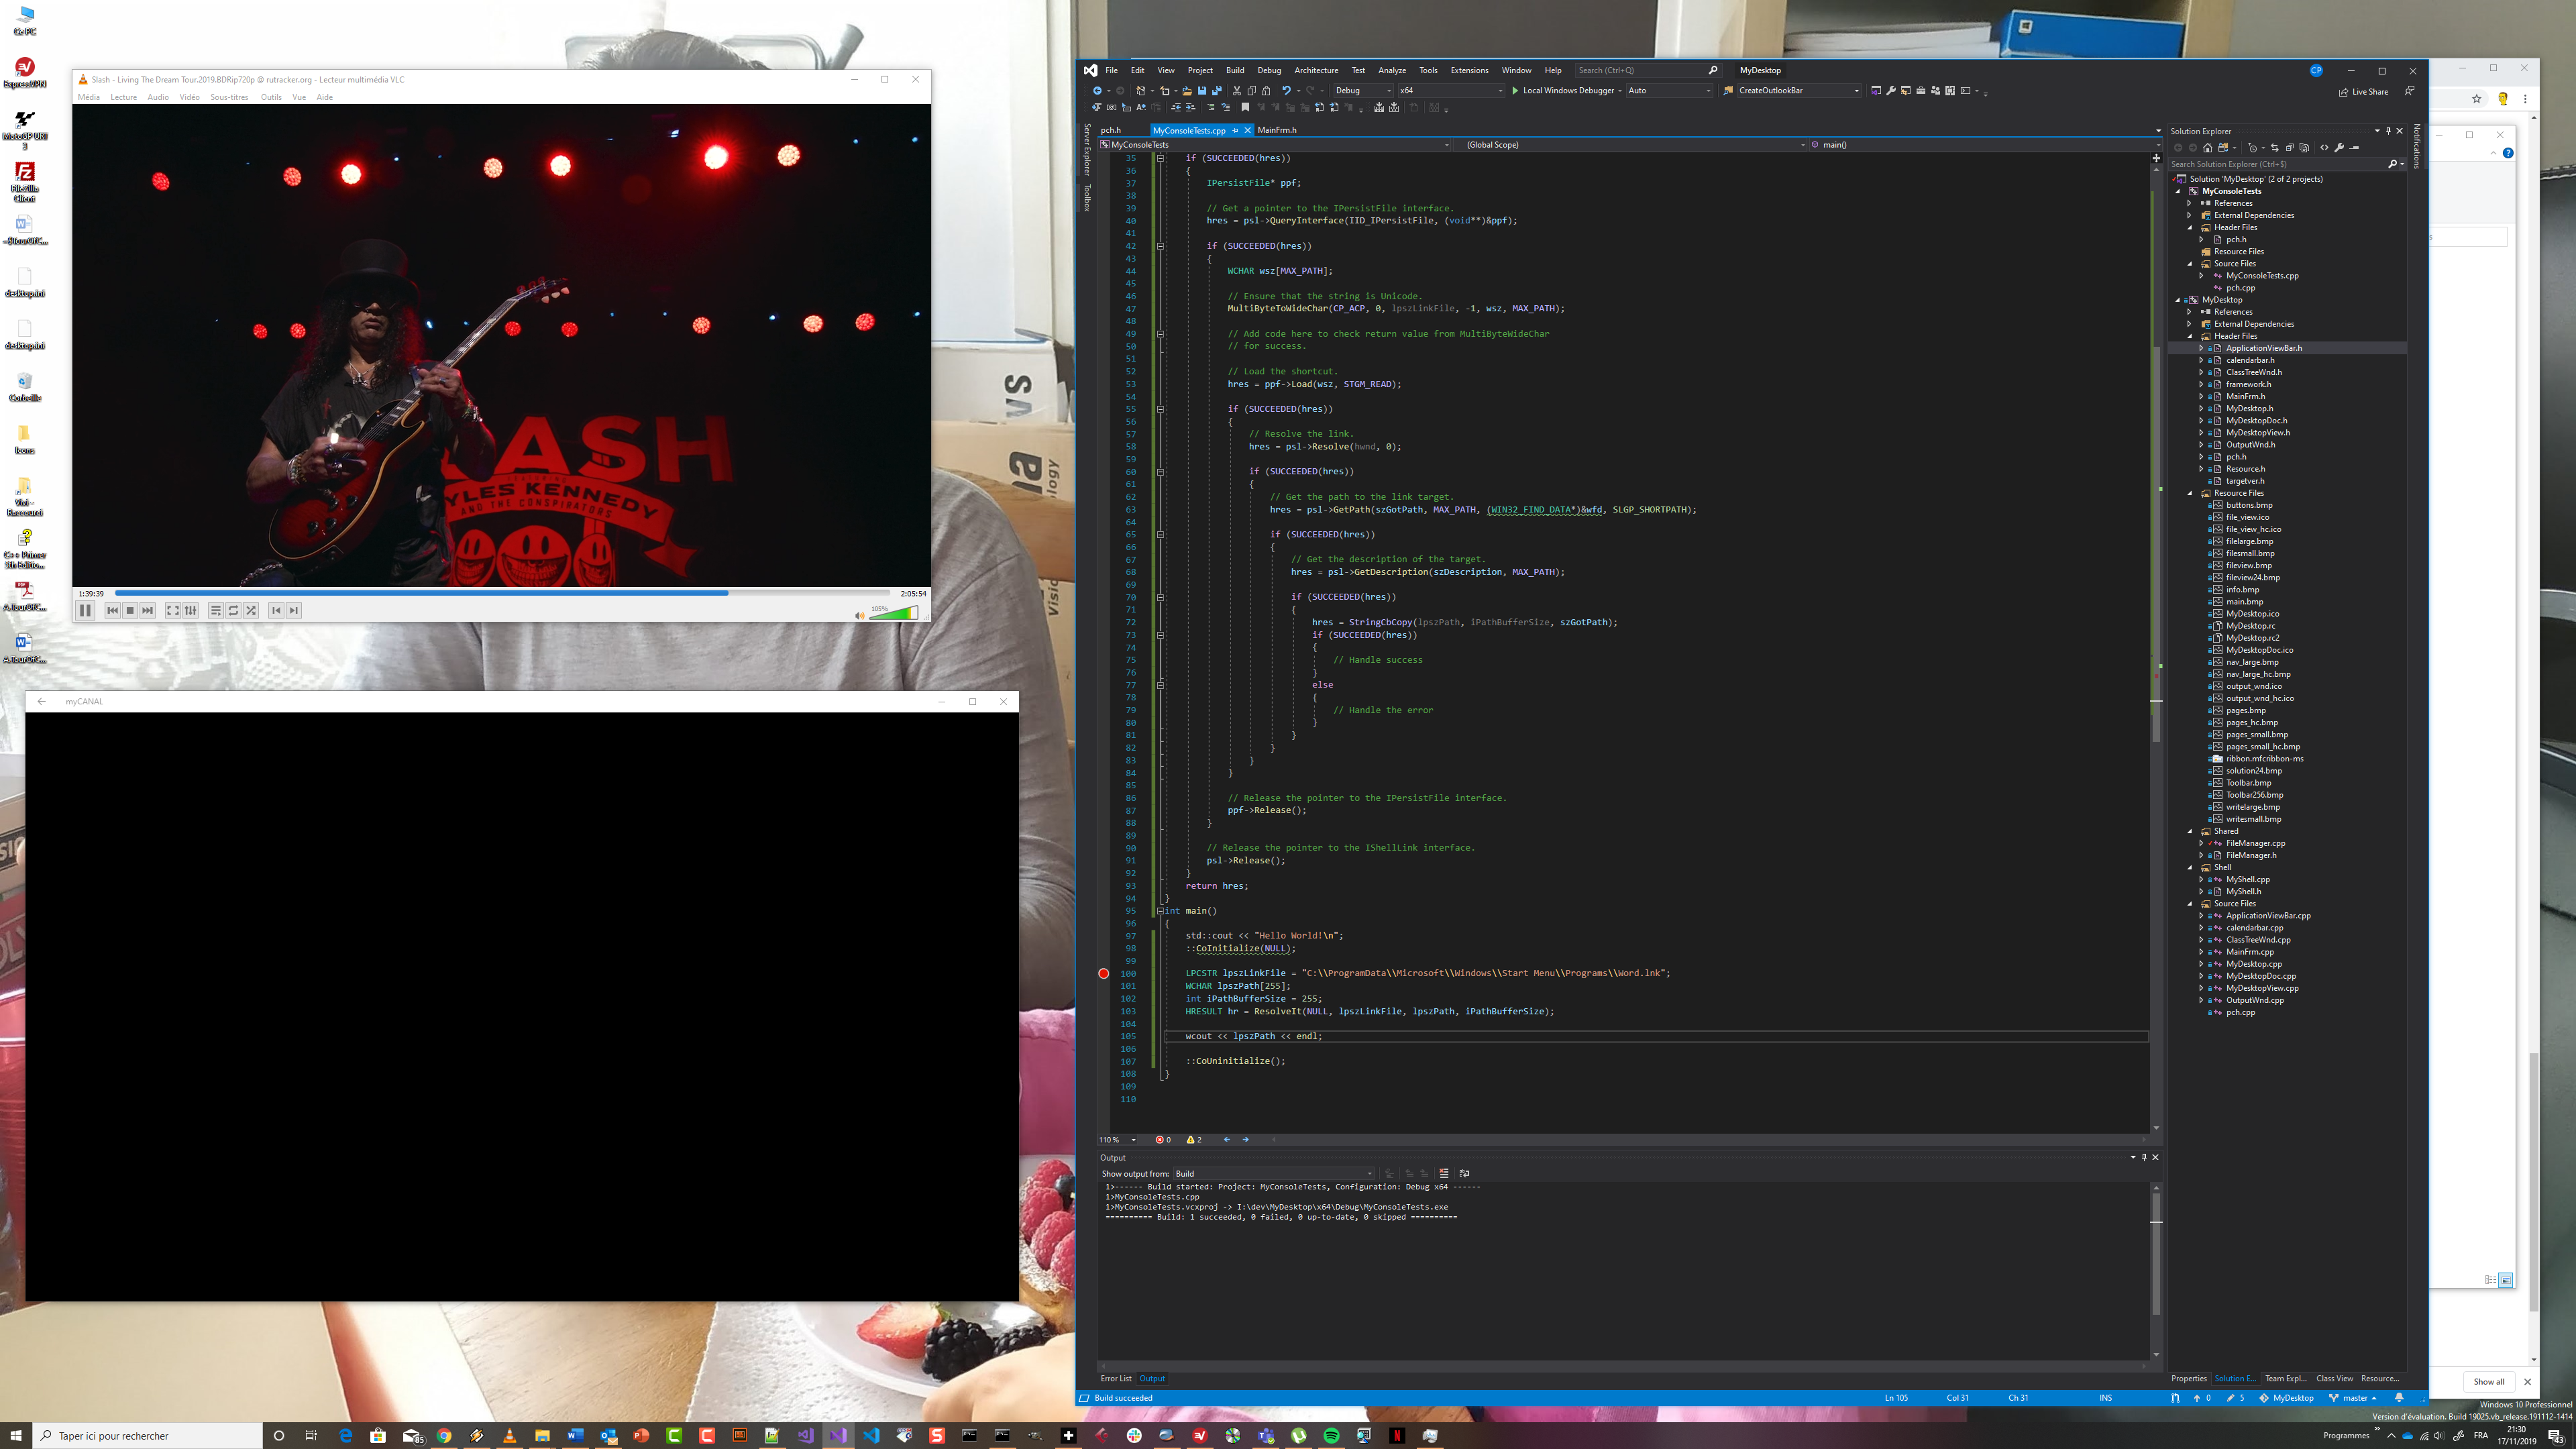 Ce PC
ExpressVPN
MotoGP URT
3
FileZilla
Client
~$TourOfC...
desktop.ini
desktop.ini
Corbeille
Icons
Vivi -
Raccourci
C++ Primer
5th Editio...
A.TourOfC...
A.TourOfC...
Slash - Living The Dream Tour.2019.BDRip720p @ rutracker.org - Lecteur multimédia VLC
Média Lecture Audio Vidéo Sous-titres Outils Vue Aide
LASH
FEATURING
MYLES KENNEDY
AND THE CONSPIRATORS
1:39:39
2:05:54
105%
myCANAL
File Edit View Project Build Debug Architecture Test Analyze Tools Extensions Window Help Search (Ctrl+Q) MyDesktop
CP
Debug x64 Local Windows Debugger Auto CreateOutlookBar
Live Share
Server Explorer
Toolbox
Notifications
pch.h MyConsoleTests.cpp MainFrm.h
MyConsoleTests (Global Scope) main()
35 if (SUCCEEDED(hres))
36 {
37 IPersistFile* ppf;
38
39 // Get a pointer to the IPersistFile interface.
40 hres = psl->QueryInterface(IID_IPersistFile, (void**)&ppf);
41
42 if (SUCCEEDED(hres))
43 {
44 WCHAR wsz[MAX_PATH];
45
46 // Ensure that the string is Unicode.
47 MultiByteToWideChar(CP_ACP, 0, lpszLinkFile, -1, wsz, MAX_PATH);
48
49 // Add code here to check return value from MultiByteWideChar
50 // for success.
51
52 // Load the shortcut.
53 hres = ppf->Load(wsz, STGM_READ);
54
55 if (SUCCEEDED(hres))
56 {
57 // Resolve the link.
58 hres = psl->Resolve(hwnd, 0);
59
60 if (SUCCEEDED(hres))
61 {
62 // Get the path to the link target.
63 hres = psl->GetPath(szGotPath, MAX_PATH, (WIN32_FIND_DATA*)&wfd, SLGP_SHORTPATH);
64
65 if (SUCCEEDED(hres))
66 {
67 // Get the description of the target.
68 hres = psl->GetDescription(szDescription, MAX_PATH);
69
70 if (SUCCEEDED(hres))
71 {
72 hres = StringCbCopy(lpszPath, iPathBufferSize, szGotPath);
73 if (SUCCEEDED(hres))
74 {
75 // Handle success
76 }
77 else
78 {
79 // Handle the error
80 }
81 }
82 }
83 }
84 }
85
86 // Release the pointer to the IPersistFile interface.
87 ppf->Release();
88 }
89
90 // Release the pointer to the IShellLink interface.
91 psl->Release();
92 }
93 return hres;
94 }
95 int main()
96 {
97 std::cout << "Hello World!\n";
98 ::CoInitialize(NULL);
99
100 LPCSTR lpszLinkFile = "C:\\ProgramData\\Microsoft\\Windows\\Start Menu\\Programs\\Word.lnk";
101 WCHAR lpszPath[255];
102 int iPathBufferSize = 255;
103 HRESULT hr = ResolveIt(NULL, lpszLinkFile, lpszPath, iPathBufferSize);
104
105 wcout << lpszPath << endl;
106
107 ::CoUninitialize();
108 }
109
110
110 % 0 2
Output
Show output from: Build
1>------ Build started: Project: MyConsoleTests, Configuration: Debug x64 ------
1>MyConsoleTests.cpp
1>MyConsoleTests.vcxproj -> I:\dev\MyDesktop\x64\Debug\MyConsoleTests.exe
========== Build: 1 succeeded, 0 failed, 0 up-to-date, 0 skipped ==========
Error List Output
Build succeeded Ln 105 Col 31 Ch 31 INS 0 5 MyDesktop master
Solution Explorer
Search Solution Explorer (Ctrl+$)
Solution 'MyDesktop' (2 of 2 projects)
MyConsoleTests
References
External Dependencies
Header Files
pch.h
Resource Files
Source Files
MyConsoleTests.cpp
pch.cpp
MyDesktop
References
External Dependencies
Header Files
ApplicationViewBar.h
calendarbar.h
ClassTreeWnd.h
framework.h
MainFrm.h
MyDesktop.h
MyDesktopDoc.h
MyDesktopView.h
OutputWnd.h
pch.h
Resource.h
targetver.h
Resource Files
buttons.bmp
file_view.ico
file_view_hc.ico
filelarge.bmp
filesmall.bmp
fileview.bmp
fileview24.bmp
info.bmp
main.bmp
MyDesktop.ico
MyDesktop.rc
MyDesktop.rc2
MyDesktopDoc.ico
nav_large.bmp
nav_large_hc.bmp
output_wnd.ico
output_wnd_hc.ico
pages.bmp
pages_hc.bmp
pages_small.bmp
pages_small_hc.bmp
ribbon.mfcribbon-ms
solution24.bmp
Toolbar.bmp
Toolbar256.bmp
writelarge.bmp
writesmall.bmp
Shared
FileManager.cpp
FileManager.h
Shell
MyShell.cpp
MyShell.h
Source Files
ApplicationViewBar.cpp
calendarbar.cpp
ClassTreeWnd.cpp
MainFrm.cpp
MyDesktop.cpp
MyDesktopDoc.cpp
MyDesktopView.cpp
OutputWnd.cpp
pch.cpp
Properties Solution E... Team Expl... Class View Resource...
Show all
Windows 10 Professionnel
Version d'évaluation. Build 19025.vb_release.191112-1414
Taper ici pour rechercher
85
Programmes
FRA
21:30
17/11/2019
43